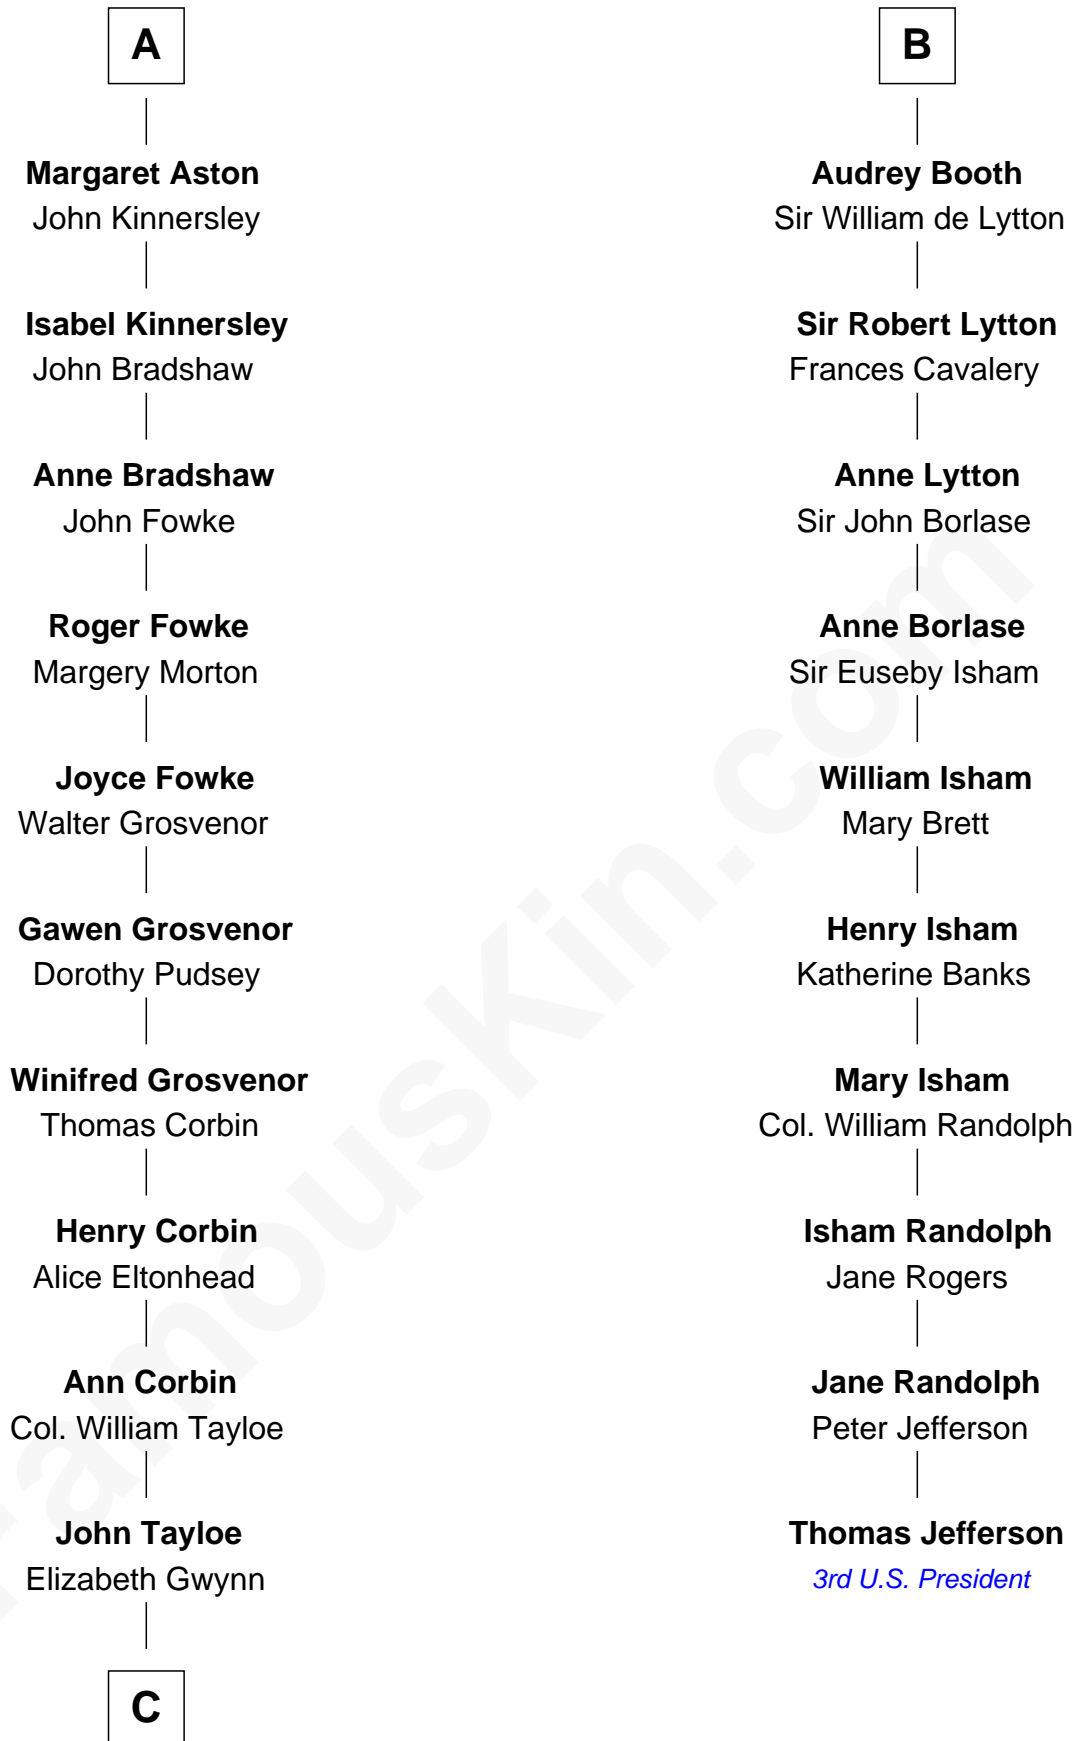 A
Margaret Aston
John Kinnersley
Isabel Kinnersley
John Bradshaw
Anne Bradshaw
John Fowke
Roger Fowke
Margery Morton
Joyce Fowke
Walter Grosvenor
Gawen Grosvenor
Dorothy Pudsey
Winifred Grosvenor
Thomas Corbin
Henry Corbin
Alice Eltonhead
Ann Corbin
Col. William Tayloe
John Tayloe
Elizabeth Gwynn
C
B
Audrey Booth
Sir William de Lytton
Sir Robert Lytton
Frances Cavalery
Anne Lytton
Sir John Borlase
Anne Borlase
Sir Euseby Isham
William Isham
Mary Brett
Henry Isham
Katherine Banks
Mary Isham
Col. William Randolph
Isham Randolph
Jane Rogers
Jane Randolph
Peter Jefferson
Thomas Jefferson
3rd U.S. President
FamousKin.com